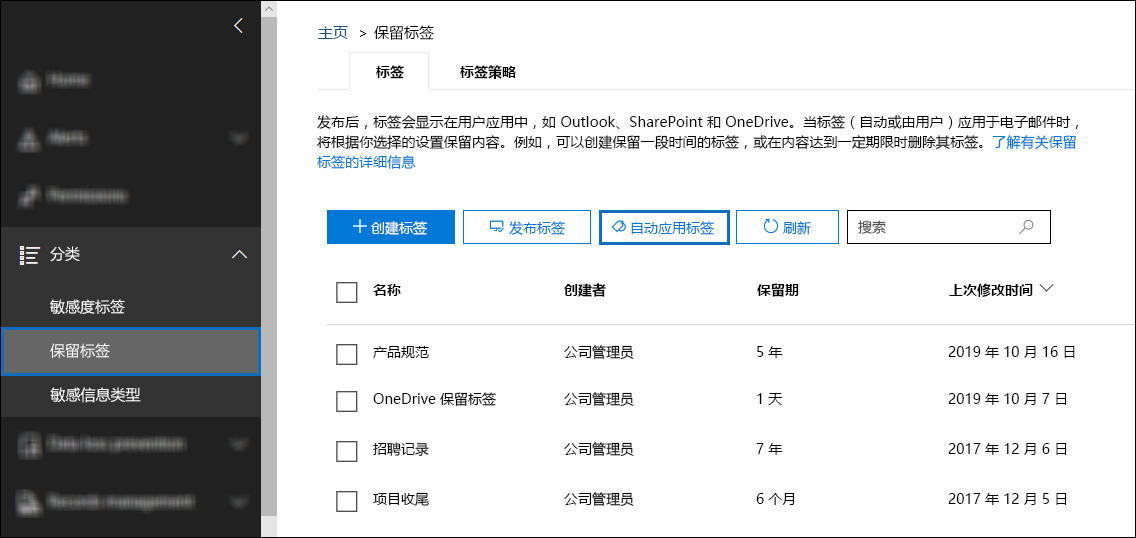 主页 > 保留标签
标签 标签策略
发布后，标签会显示在用户应用中，如 Outlook、SharePoint 和 OneDrive。当标签（自动或由用户）应用于电子邮件时，
将根据你选择的设置保留内容。例如，可以创建保留一段时间的标签，或在内容达到一定期限时删除其标签。了解有关保留
标签的详细信息
创建标签 发布标签 自动应用标签 刷新 搜索
名称 创建者 保留期 上次修改时间
产品规范 公司管理员 5 年 2019 年 10 月 16 日
OneDrive 保留标签 公司管理员 1 天 2019 年 10 月 7 日
招聘记录 公司管理员 7 年 2017 年 12 月 6 日
项目收尾 公司管理员 6 个月 2017 年 12 月 5 日
Home
Alerts
Permissions
分类
敏感度标签
保留标签
敏感信息类型
Data loss prevention
Records management